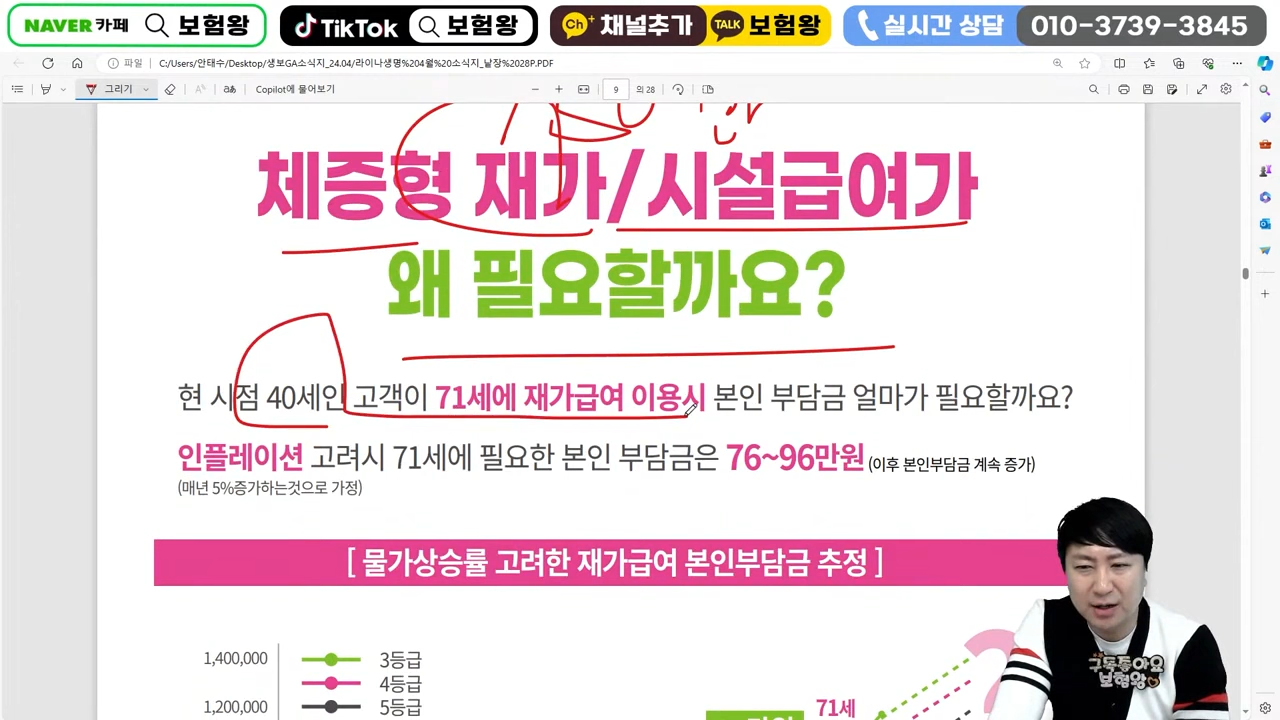 NAVER 카페 보험왕 TikTok 보험왕 Ch+ 채널추가 TALK 보험왕 실시간 상담 010-3739-3845
파일 C:/Users/안태수/Desktop/생보GA소식지_24.04/라이나생명%204월%20소식지_낱장%2028P.PDF
그리기 Copilot에 물어보기 9 의 28
체증형 재가/시설급여가
왜 필요할까요?
현 시점 40세인 고객이 71세에 재가급여 이용시 본인 부담금 얼마가 필요할까요?
인플레이션 고려시 71세에 필요한 본인 부담금은 76~96만원 (이후 본인부담금 계속 증가)
(매년 5%증가하는것으로 가정)
[ 물가상승률 고려한 재가급여 본인부담금 추정 ]
1,400,000 3등급
4등급
1,200,000 5등급
71세
구독좋아요
보험왕